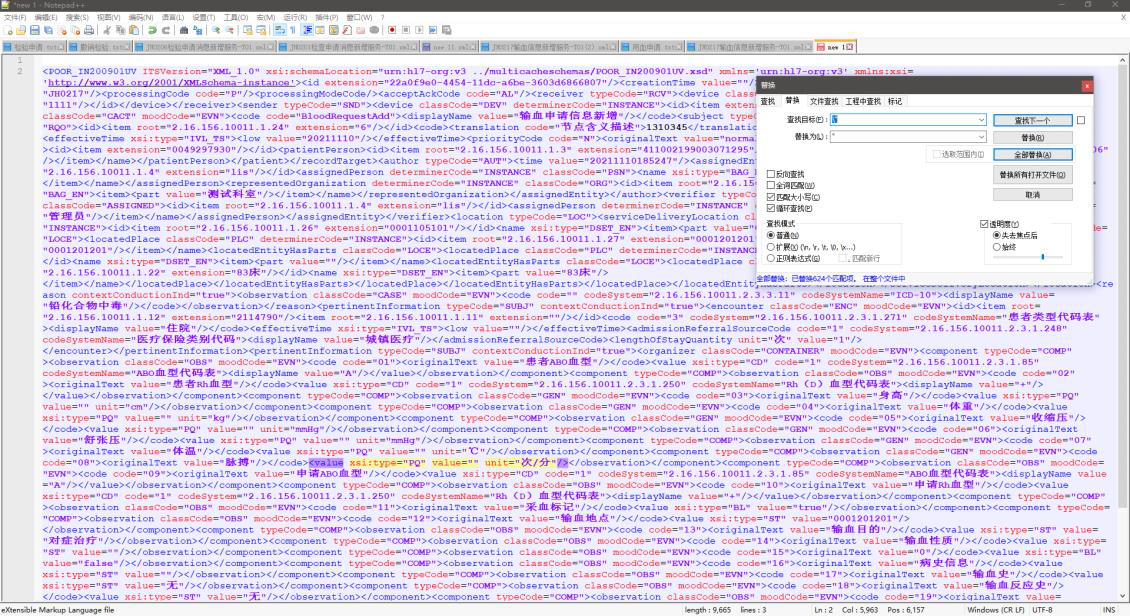 *new 1 - Notepad++
文件(F) 编辑(E) 搜索(S) 视图(V) 编码(N) 语言(L) 设置(T) 工具(O) 宏(M) 运行(R) 插件(P) 窗口(W) ?
检验申请.txt 撤消检验.txt JH0206检验申请消息新增服务-T01.xml JH0201检查申请消息新增服务-T01.xml new 11.xml JH0217输血信息新增服务-T01(2).xml 用血申请.txt JH0217输血信息新增服务-T01.xml new 1
1
2 <POOR_IN200901UV ITSVersion="XML_1.0" xsi:schemaLocation="urn:hl7-org:v3 ../multicacheschemas/POOR_IN200901UV.xsd" xmlns="urn:hl7-org:v3" xmlns:xsi=
'http://www.w3.org/2001/XMLSchema-instance'><id extension="22a0f9e0-4454-11dc-a6be-3603d6866807"/><creationTime value=""/>
"JH0217"/><processingCode code="P"/><processingModeCode/><acceptAckCode code="AL"/><receiver typeCode="RCV"><device
"1111"/></id></device></receiver><sender typeCode="SND"><device classCode="DEV" determinerCode="INSTANCE"><id><item
classCode="CACT" moodCode="EVN"><code code="BloodRequestAdd"><displayName value="输血申请信息新增"/></code><subject
"RQO"><id><item root="2.16.156.10011.1.24" extension="6"/></id><code><translation code="节点含义描述">1310345</translation
<effectiveTime xsi:type="IVL_TS"><low value="20211110"/></effectiveTime><priorityCode code="N"><originalText value="
extension="0049297930"/></id><patientPerson><id><item root="2.16.156.10011.1.3" extension="411002199003071295"
/></item></name></patientPerson></patient></recordTarget><author typeCode="AUT"><time value="20211110185247"/>
"2.16.156.10011.1.4" extension="lis"/></id><assignedPerson determinerCode="INSTANCE" classCode="PSN"><name xsi:type=
/></item></name></assignedPerson><representedOrganization determinerCode="INSTANCE" classCode="ORG"><id><item root=
"BAG_EN"><item><part value="测试科室"/></item></name></representedOrganization></assignedEntity></author><verifier
classCode="ASSIGNED"><id><item root="2.16.156.10011.1.4" extension="lis"/></id><assignedPerson determinerCode="INSTANCE"
"管理员"/></item></name></assignedPerson></assignedEntity></verifier><location typeCode="LOC"><serviceDeliveryLocation
"INSTANCE"><id><item root="2.16.156.10011.1.26" extension="0001105101"/></id><name xsi:type="DSET_EN"><item><part
"LOCE"><locatedPlace classCode="PLC" determinerCode="INSTANCE"><id><item root="2.16.156.10011.1.27" extension="0001201201
"0001201201"/></name><locatedEntityHasParts classCode="LOCE"><locatedPlace classCode="PLC" determinerCode="INSTANCE"
xsi:type="DSET_EN"><item><part value=
"2.16.156.10011.1.22" extension="83床"/></id><name xsi:type="DSET_EN"><item><part value="83床"/>
ason contextConductionInd="true"><observation classCode="CASE" moodCode="EVN"><code code="" codeSystem="2.16.156.10011.2.3.3.11" codeSystemName="ICD-10"><displayName value=
"铅化合物中毒"/></code></observation></reason><pertinentInformation typeCode="SUBJ" contextConductionInd="true"><encounter classCode="ENC" moodCode="EVN"><id><item root=
"2.16.156.10011.1.12" extension="2114790"/><item root="2.16.156.10011.1.11" extension=""/></id><code code="3" codeSystem="2.16.156.10011.2.3.1.271" codeSystemName="患者类型代码表"
><displayName value="住院"/></code><effectiveTime xsi:type="IVL_TS"><low value=""/></effectiveTime><admissionReferralSourceCode code="1" codeSystem="2.16.156.10011.2.3.1.248"
codeSystemName="医疗保险类别代码"><displayName value="城镇医疗"/></admissionReferralSourceCode><lengthOfStayQuantity unit="次" value="1"/>
</encounter></pertinentInformation><pertinentInformation typeCode="SUBJ" contextConductionInd="true"><organizer classCode="CONTAINER" moodCode="EVN"><component typeCode="COMP"
><observation classCode="OBS" moodCode="EVN"><code code="01"><originalText value="患者ABO血型"/></code><value xsi:type="CD" code="1" codeSystem="2.16.156.10011.2.3.1.85"
codeSystemName="ABO血型代码表"><displayName value="A"/></value></observation></component><component typeCode="COMP"><observation classCode="OBS" moodCode="EVN"><code code="02"
><originalText value="患者Rh血型"/></code><value xsi:type="CD" code="1" codeSystem="2.16.156.10011.2.3.1.250" codeSystemName="Rh（D）血型代码表"><displayName value="+"/>
</value></observation></component><component typeCode="COMP"><observation classCode="GEN" moodCode="EVN"><code code="03"><originalText value="身高"/></code><value xsi:type="PQ"
value="" unit="cm"/></observation></component><component typeCode="COMP"><observation classCode="GEN" moodCode="EVN"><code code="04"><originalText value="体重"/></code><value
xsi:type="PQ" value="" unit="kg"/></observation></component><component typeCode="COMP"><observation classCode="GEN" moodCode="EVN"><code code="05"><originalText value="收缩压"/>
</code><value xsi:type="PQ" value="" unit="mmHg"/></observation></component><component typeCode="COMP"><observation classCode="GEN" moodCode="EVN"><code code="06"><originalText
value="舒张压"/></code><value xsi:type="PQ" value="" unit="mmHg"/></observation></component><component typeCode="COMP"><observation classCode="GEN" moodCode="EVN"><code code="07"
><originalText value="体温"/></code><value xsi:type="PQ" value="" unit="℃"/></observation></component><component typeCode="COMP"><observation classCode="GEN" moodCode="EVN"><code
code="08"><originalText value="脉搏"/></code><value xsi:type="PQ" value="" unit="次/分"/></observation></component><component typeCode="COMP"><observation classCode="OBS" moodCode=
"EVN"><code code="09"><originalText value="申请ABO血型"/></code><value xsi:type="CD" code="1" codeSystem="2.16.156.10011.2.3.1.85" codeSystemName="ABO血型代码表"><displayName value=
"A"/></value></observation></component><component typeCode="COMP"><observation classCode="OBS" moodCode="EVN"><code code="10"><originalText value="申请Rh血型"/></code><value
xsi:type="CD" code="1" codeSystem="2.16.156.10011.2.3.1.250" codeSystemName="Rh（D）血型代码表"><displayName value="+"/></value></observation></component><component typeCode="COMP"
><observation classCode="OBS" moodCode="EVN"><code code="11"><originalText value="采血标记"/></code><value xsi:type="BL" value="true"/></observation></component><component typeCode=
"COMP"><observation classCode="OBS" moodCode="EVN"><code code="12"><originalText value="输血地点"/></code><value xsi:type="ST" value="0001201201"/>
</observation></component><component typeCode="COMP"><observation classCode="OBS" moodCode="EVN"><code code="13"><originalText value="输血目的"/></code><value xsi:type="ST" value=
"对症治疗"/></observation></component><component typeCode="COMP"><observation classCode="OBS" moodCode="EVN"><code code="14"><originalText value="输血性质"/></code><value xsi:type=
"ST" value=""/></observation></component><component typeCode="COMP"><observation classCode="OBS" moodCode="EVN"><code code="15"><originalText value="0"/></code><value xsi:type="BL"
value="false"/></observation></component><component typeCode="COMP"><observation classCode="OBS" moodCode="EVN"><code code="16"><originalText value="病史信息"/></code><value
xsi:type="ST" value=""/></observation></component><component typeCode="COMP"><observation classCode="OBS" moodCode="EVN"><code code="17"><originalText value="输血史"/></code><value
xsi:type="ST" value="无"/></observation></component><component typeCode="COMP"><observation classCode="OBS" moodCode="EVN"><code code="18"><originalText value="输血反应史"/>
</code><value xsi:type="ST" value="无"/></observation></component><component typeCode="COMP"><observation classCode="OBS" moodCode="EVN"><code code="19"><originalText value=
替换
查找 替换 文件查找 工程中查找 标记
查找目标(F): \" 查找下一个
替换为(L): " 替换(R)
选取范围内(I) 全部替换(A)
替换所有打开文件(O)
取消
反向查找
全词匹配(W)
匹配大小写(C)
循环查找(P)
查找模式
普通(N)
扩展(X) (\n, \r, \t, \0, \x...)
正则表达式(G) . 匹配新行
透明度(Y)
失去焦点后
始终
全部替换: 已替换624个匹配项。 在整个文件中
eXtensible Markup Language file length : 9,665 lines : 3 Ln : 2 Col : 5,963 Pos : 6,157 Windows (CR LF) UTF-8 INS